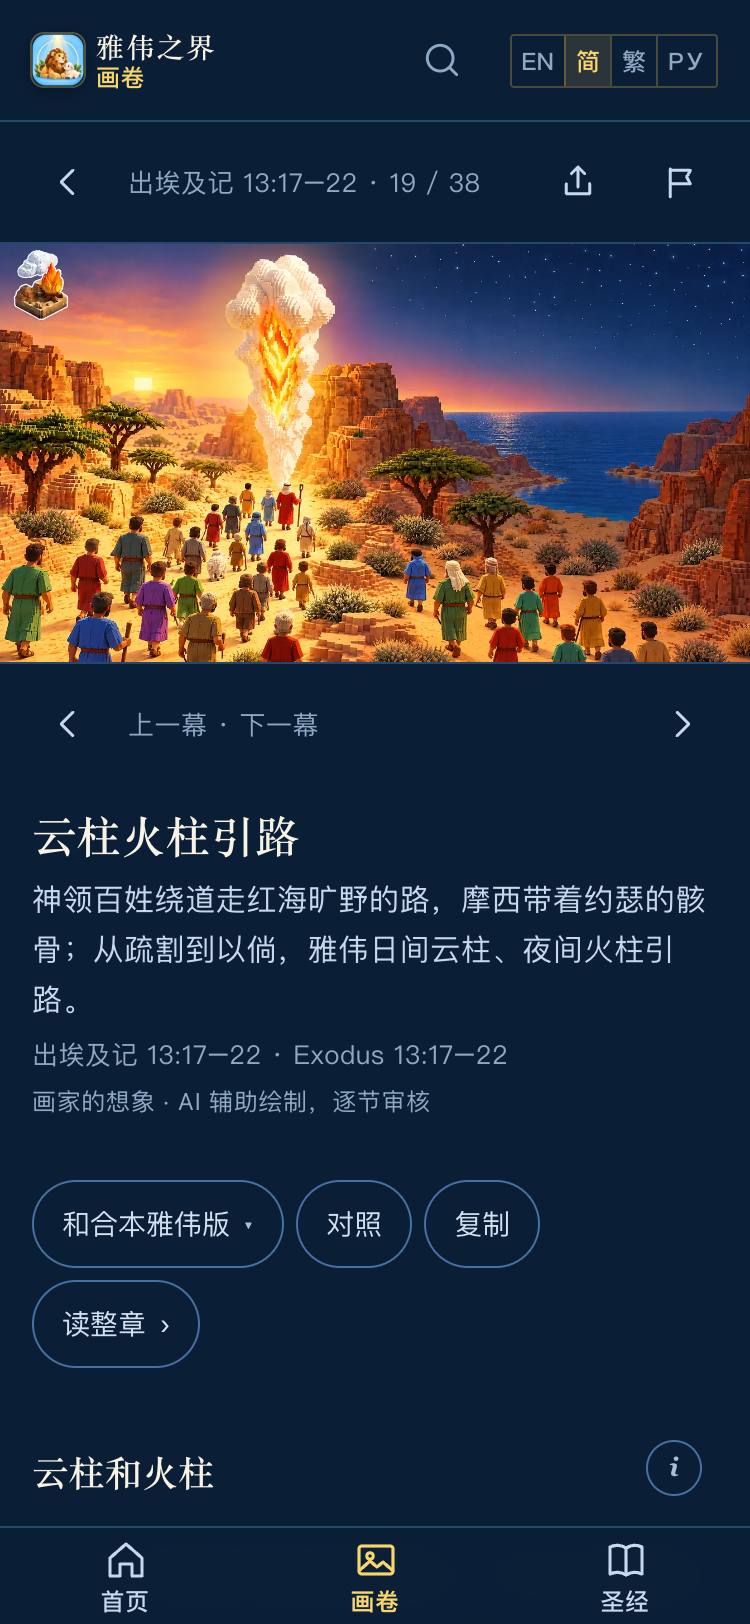 雅伟之界
画卷
EN 简 繁 РУ
出埃及记 13:17—22 · 19 / 38
上一幕 · 下一幕
云柱火柱引路
神领百姓绕道走红海旷野的路，摩西带着约瑟的骸
骨；从疏割到以倘，雅伟日间云柱、夜间火柱引
路。
出埃及记 13:17—22 · Exodus 13:17—22
画家的想象 · AI 辅助绘制，逐节审核
和合本雅伟版 ▾ 对照 复制
读整章 ›
云柱和火柱 i
首页 画卷 圣经